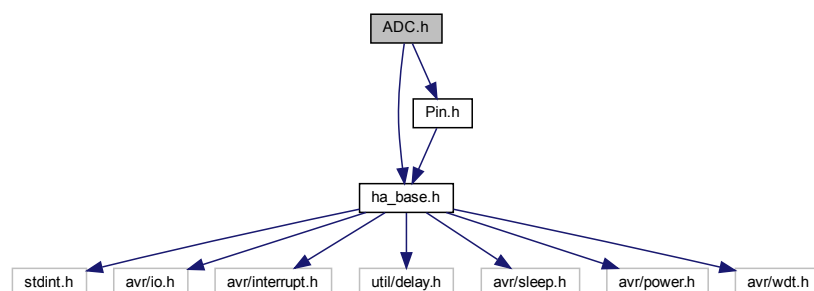 ADC.h
Pin.h
ha_base.h
stdint.h
avr/io.h
avr/interrupt.h
util/delay.h
avr/sleep.h
avr/power.h
avr/wdt.h